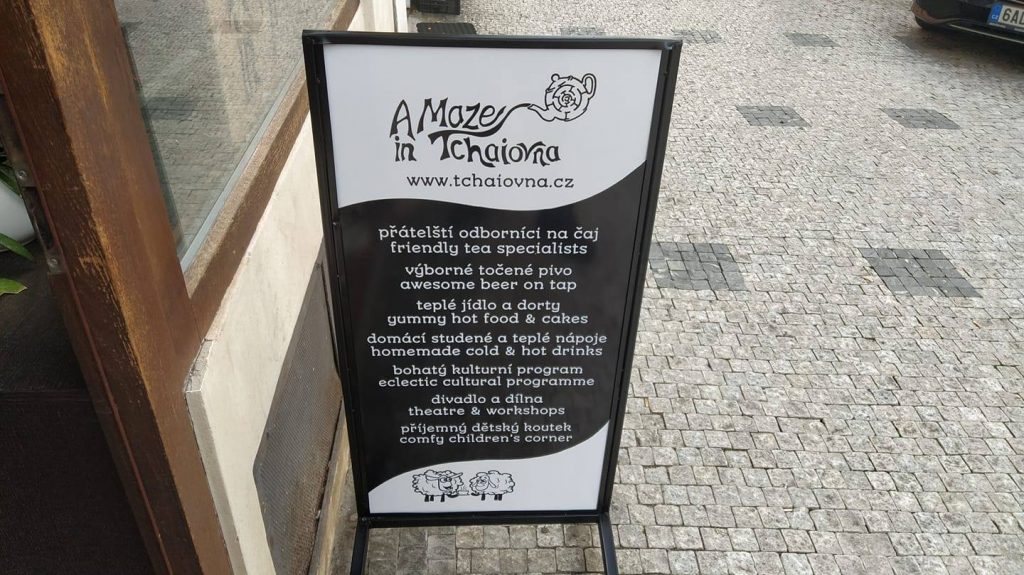 A Maze
in Tchaiovna
www.tchaiovna.cz
přátelští odborníci na čaj
friendly tea specialists
výborné točené pivo
awesome beer on tap
teplé jídlo a dorty
yummy hot food & cakes
domácí studené a teplé nápoje
homemade cold & hot drinks
bohatý kulturní program
eclectic cultural programme
divadlo a dílna
theatre & workshops
příjemný dětský koutek
comfy children's corner